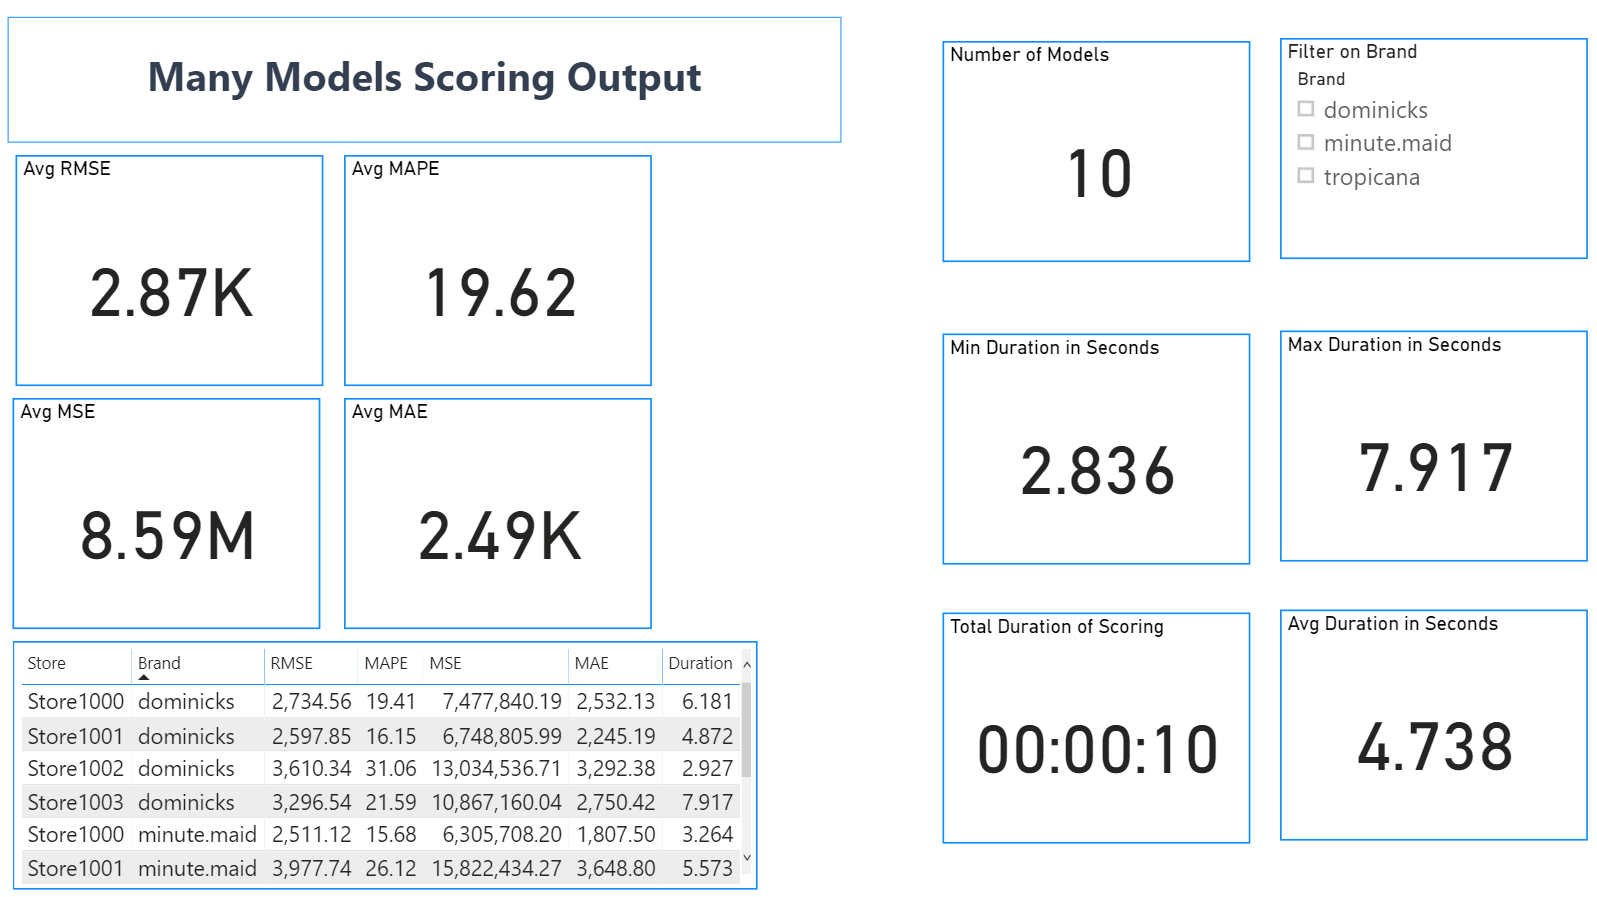 Many Models Scoring Output
Avg RMSE
2.87K
Avg MAPE
19.62
Avg MSE
8.59M
Avg MAE
2.49K
Store Brand RMSE MAPE MSE MAE Duration
Store1000 dominicks 2,734.56 19.41 7,477,840.19 2,532.13 6.181
Store1001 dominicks 2,597.85 16.15 6,748,805.99 2,245.19 4.872
Store1002 dominicks 3,610.34 31.06 13,034,536.71 3,292.38 2.927
Store1003 dominicks 3,296.54 21.59 10,867,160.04 2,750.42 7.917
Store1000 minute.maid 2,511.12 15.68 6,305,708.20 1,807.50 3.264
Store1001 minute.maid 3,977.74 26.12 15,822,434.27 3,648.80 5.573
Number of Models
10
Filter on Brand
Brand
dominicks
minute.maid
tropicana
Min Duration in Seconds
2.836
Max Duration in Seconds
7.917
Total Duration of Scoring
00:00:10
Avg Duration in Seconds
4.738